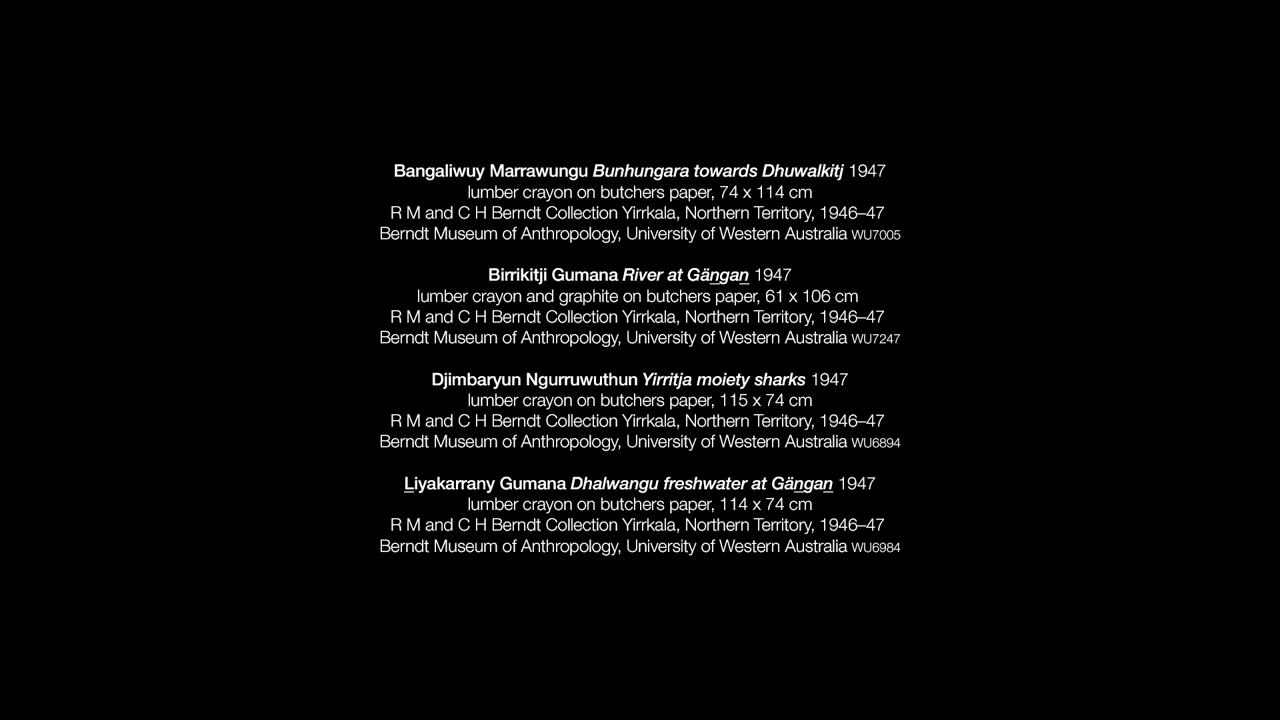 Bangaliwuy Marrawungu Bunhungara towards Dhuwalkitj 1947
lumber crayon on butchers paper, 74 x 114 cm
R M and C H Berndt Collection Yirrkala, Northern Territory, 1946–47
Berndt Museum of Anthropology, University of Western Australia WU7005
Birrikitji Gumana River at Gäṉgaṉ 1947
lumber crayon and graphite on butchers paper, 61 x 106 cm
R M and C H Berndt Collection Yirrkala, Northern Territory, 1946–47
Berndt Museum of Anthropology, University of Western Australia WU7247
Djimbaryun Ngurruwuthun Yirritja moiety sharks 1947
lumber crayon on butchers paper, 115 x 74 cm
R M and C H Berndt Collection Yirrkala, Northern Territory, 1946–47
Berndt Museum of Anthropology, University of Western Australia WU6894
Ḻiyakarrany Gumana Dhalwangu freshwater at Gäṉgaṉ 1947
lumber crayon on butchers paper, 114 x 74 cm
R M and C H Berndt Collection Yirrkala, Northern Territory, 1946–47
Berndt Museum of Anthropology, University of Western Australia WU6984